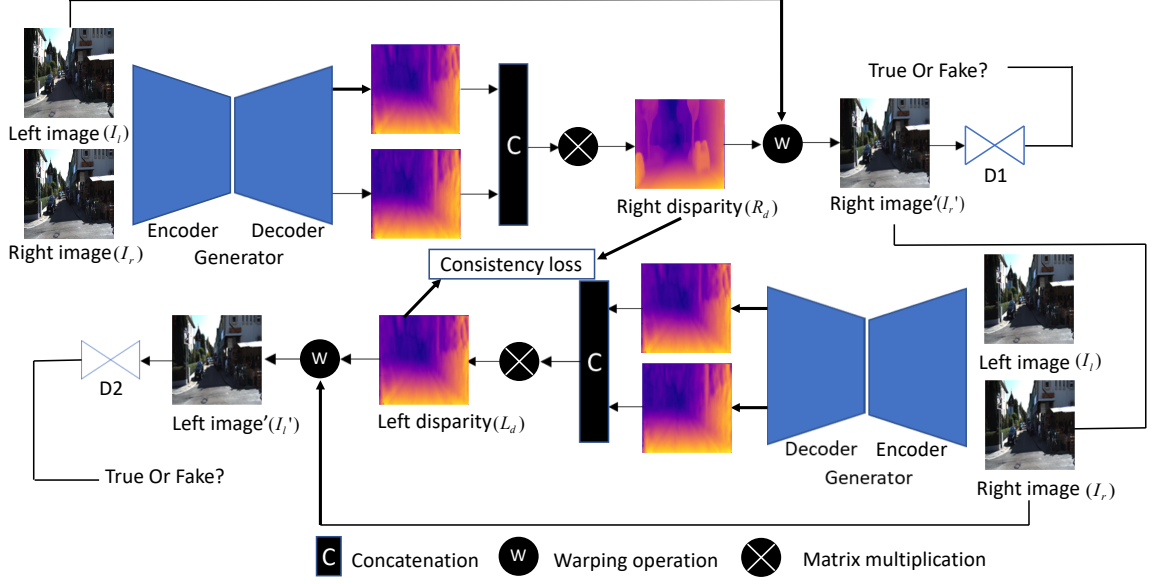 Left image (I_l)
Right image (I_r)
Encoder
Decoder
Generator
C
Right disparity(R_d)
W
Right image'(I_r')
True Or Fake?
D1
Consistency loss
D2
Left image'(I_l')
True Or Fake?
W
Left disparity(L_d)
C
Decoder
Encoder
Generator
Left image (I_l)
Right image (I_r)
C Concatenation
W Warping operation
Matrix multiplication